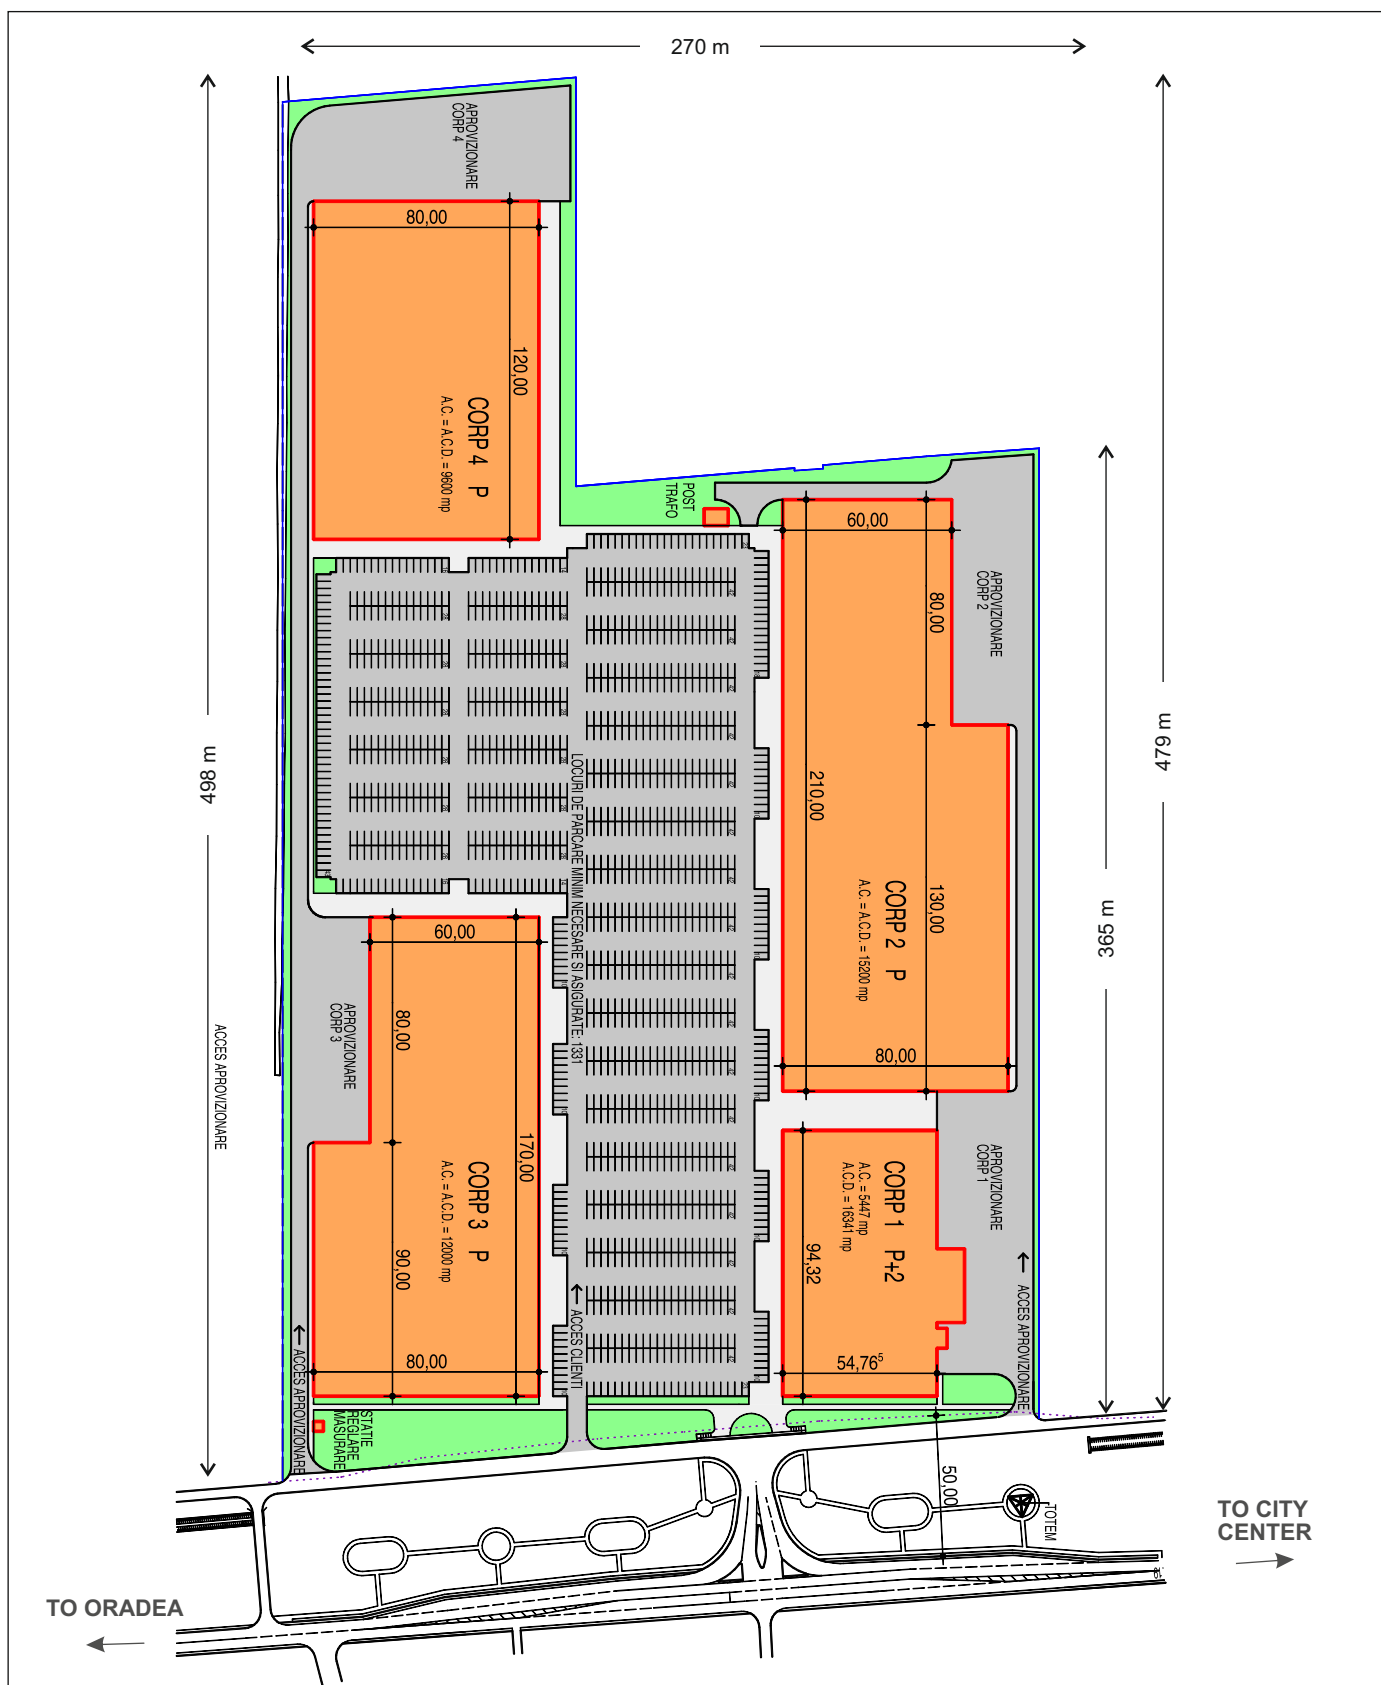 270 m
498 m
479 m
365 m
APROVIZIONARE
CORP 4
80,00
120,00
CORP 4 P
A.C. = A.C.D. = 9600 mp
POST
TRAFO
60,00
80,00
APROVIZIONARE
CORP 2
210,00
130,00
CORP 2 P
A.C. = A.C.D. = 15200 mp
80,00
LOCURI DE PARCARE MINIM NECESARE SI ASIGURATE: 1331
60,00
80,00
APROVIZIONARE
CORP 3
170,00
CORP 3 P
A.C. = A.C.D. = 12000 mp
90,00
80,00
ACCES APROVIZIONARE
APROVIZIONARE
CORP 1
CORP 1 P+2
A.C. = 5447 mp
A.C.D. = 16341 mp
94,32
54,76⁵
ACCES CLIENTI
ACCES APROVIZIONARE
ACCES APROVIZIONARE
STATIE
REGLARE
MASURARE
50,00
TOTEM
TO CITY
CENTER
TO ORADEA